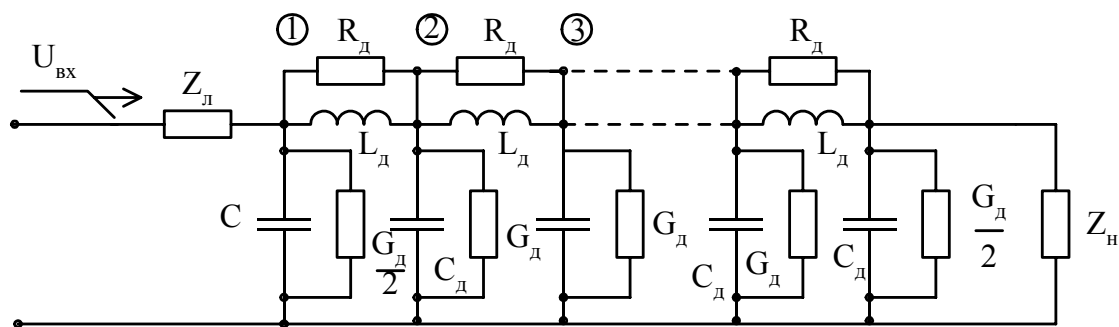 1 R_д 2 R_д 3 R_д
U_вх
Z_л
L_д L_д L_д
C G_д/2 C_д G_д G_д C_д G_д C_д G_д/2 Z_н